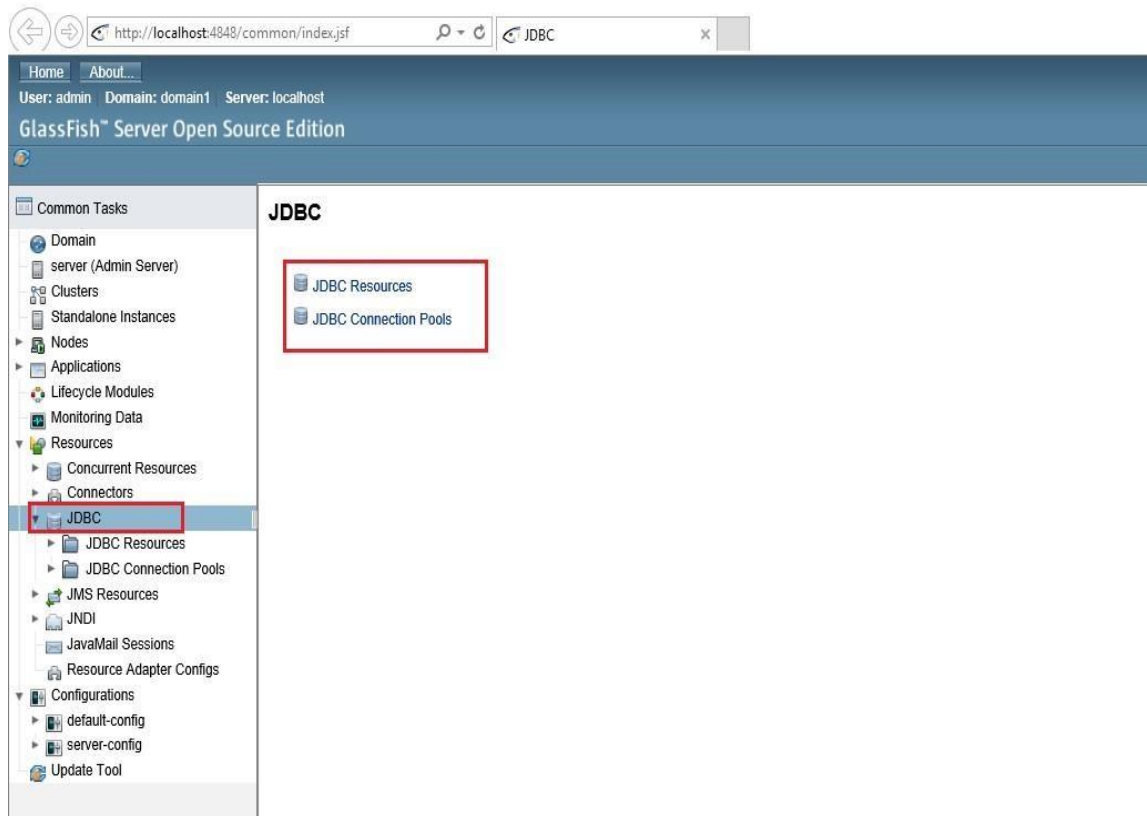 http://localhost:4848/common/index.jsf
JDBC
Home About...
User: admin Domain: domain1 Server: localhost
GlassFish™ Server Open Source Edition
Common Tasks
Domain
server (Admin Server)
Clusters
Standalone Instances
Nodes
Applications
Lifecycle Modules
Monitoring Data
Resources
Concurrent Resources
Connectors
JDBC
JDBC Resources
JDBC Connection Pools
JMS Resources
JNDI
JavaMail Sessions
Resource Adapter Configs
Configurations
default-config
server-config
Update Tool
JDBC
JDBC Resources
JDBC Connection Pools